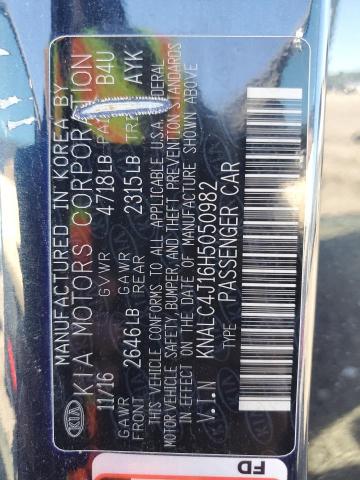 MANUFACTURED IN KOREA BY
KIA MOTORS CORPORATION
11/16 GVWR 4718LB PAINT B4U
GAWR FRONT 2646LB GAWR REAR 2315LB TRIM AYK
THIS VEHICLE CONFORMS TO ALL APPLICABLE U.S.A. FEDERAL
MOTOR VEHICLE SAFETY, BUMPER, AND THEFT PREVENTION STANDARDS
IN EFFECT ON THE DATE OF MANUFACTURE SHOWN ABOVE
V.I.N KNALC4J16H5050982
TYPE PASSENGER CAR
KIA
FD